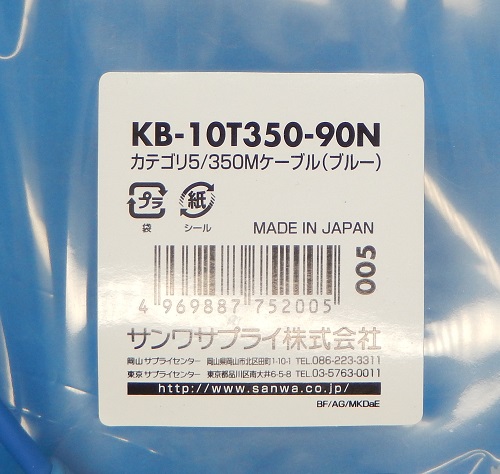 KB-10T350-90N
カテゴリ5/350Mケーブル(ブルー)
プラ 紙
袋 シール
MADE IN JAPAN
005
4 969887 752005
サンワサプライ株式会社
岡山サプライセンター 岡山県岡山市北区田町1-10-1 TEL.086-223-3311
東京サプライセンター 東京都品川区南大井6-5-8 TEL.03-5763-0011
http://www.sanwa.co.jp/
BF/AG/MKDaE